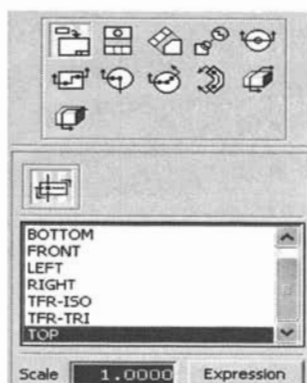 BOTTOM
FRONT
LEFT
RIGHT
TFR-ISO
TFR-TRI
TOP
Scale 1.0000 Expression